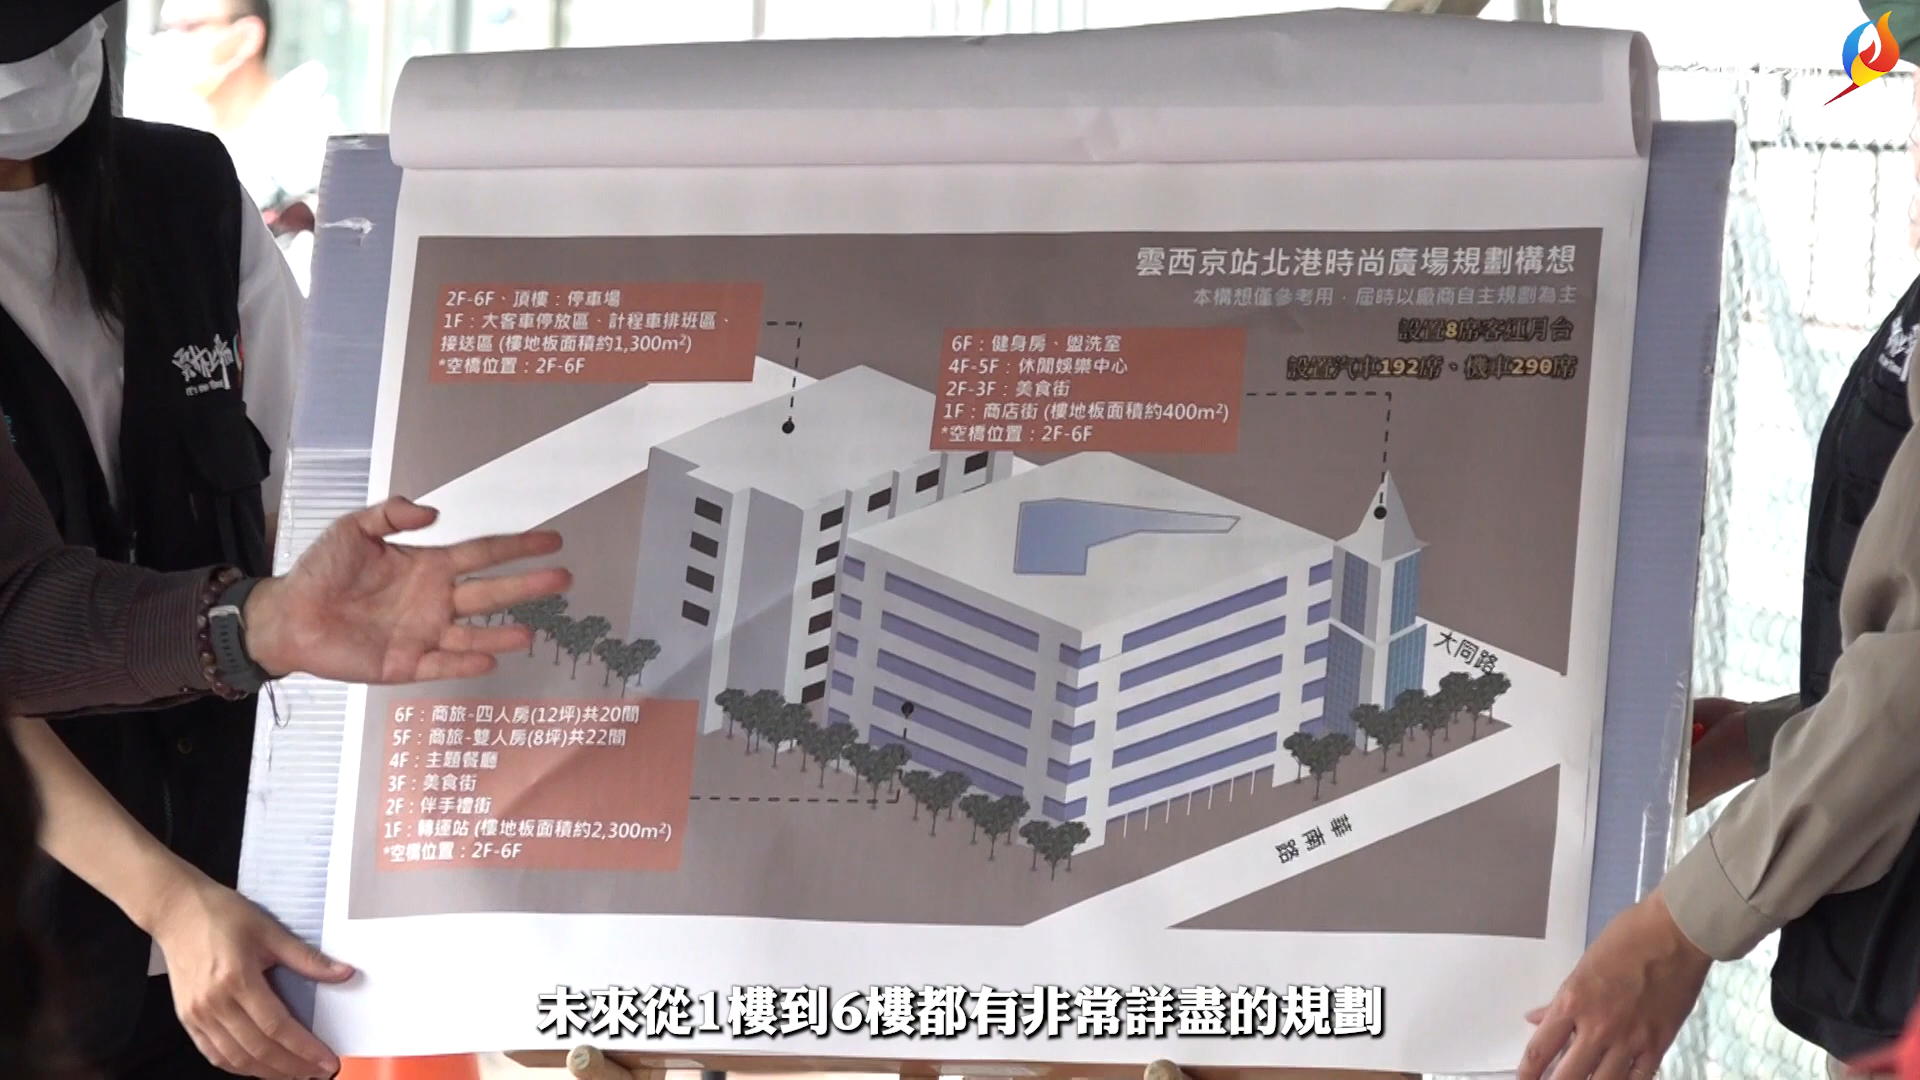 雲西京站北港時尚廣場規劃構想
本構想僅參考用，屆時以廠商自主規劃為主
設置8席客運月台
設置汽車192席、機車290席
2F-6F、頂樓：停車場
1F：大客車停放區、計程車排班區、
接送區 (樓地板面積約1,300m²)
*空橋位置：2F-6F
6F：健身房、盥洗室
4F-5F：休閒娛樂中心
2F-3F：美食街
1F：商店街 (樓地板面積約400m²)
*空橋位置：2F-6F
大同路
6F：商旅-四人房(12坪)共20間
5F：商旅-雙人房(8坪)共22間
4F：主題餐廳
3F：美食街
2F：伴手禮街
1F：轉運站 (樓地板面積約2,300m²)
*空橋位置：2F-6F
華南路
未來從1樓到6樓都有非常詳盡的規劃